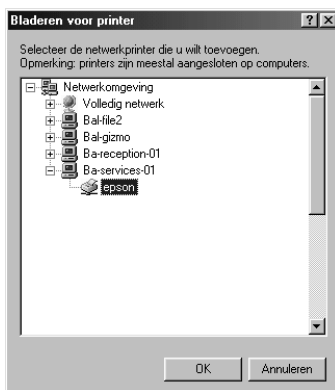 Bladeren voor printer
Selecteer de netwerkprinter die u wilt toevoegen.
Opmerking: printers zijn meestal aangesloten op computers.
Netwerkomgeving
Volledig netwerk
Bal-file2
Bal-gizmo
Ba-reception-01
Ba-services-01
epson
OK Annuleren